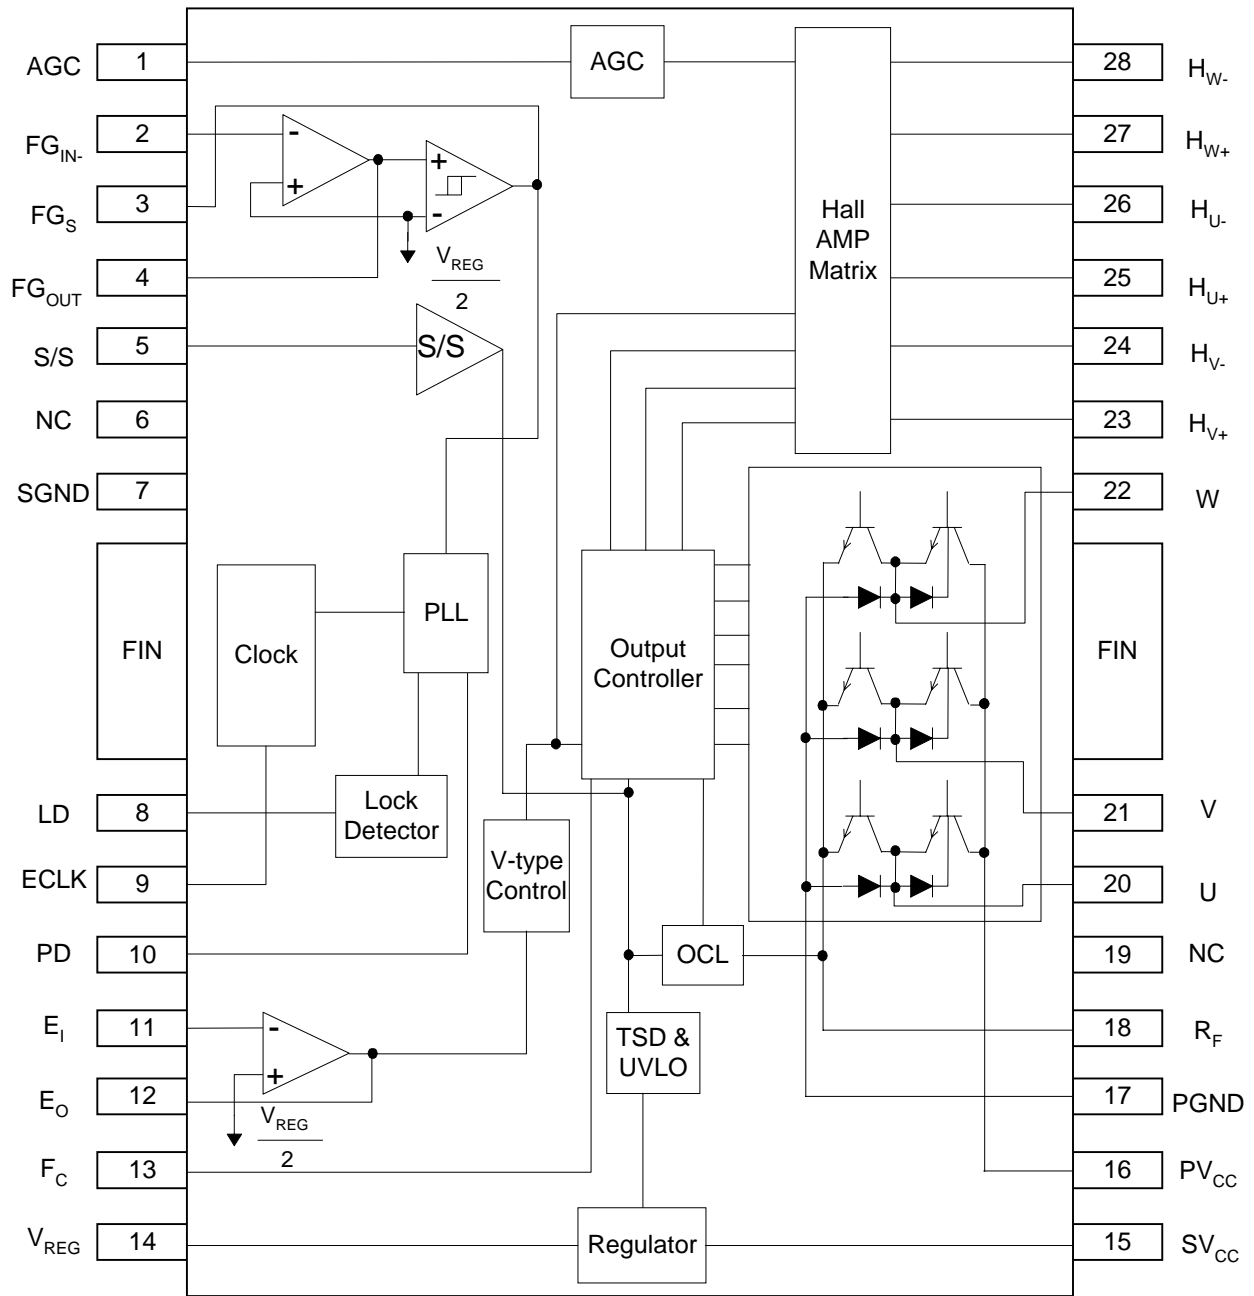 AGC 1 AGC 28 H_W-
FG_IN- 2 - + 27 H_W+
FG_S 3 + - 26 H_U-
Hall
AMP
Matrix
FG_OUT 4 V_REG 25 H_U+
2
S/S 5 S/S 24 H_V-
NC 6 23 H_V+
SGND 7 22 W
FIN Clock PLL Output FIN
Controller
LD 8 Lock 21 V
Detector
ECLK 9 V-type 20 U
Control
PD 10 OCL 19 NC
E_I 11 - 18 R_F
+
TSD &
UVLO
E_O 12 V_REG 17 PGND
2
F_C 13 16 PV_CC
V_REG 14 Regulator 15 SV_CC